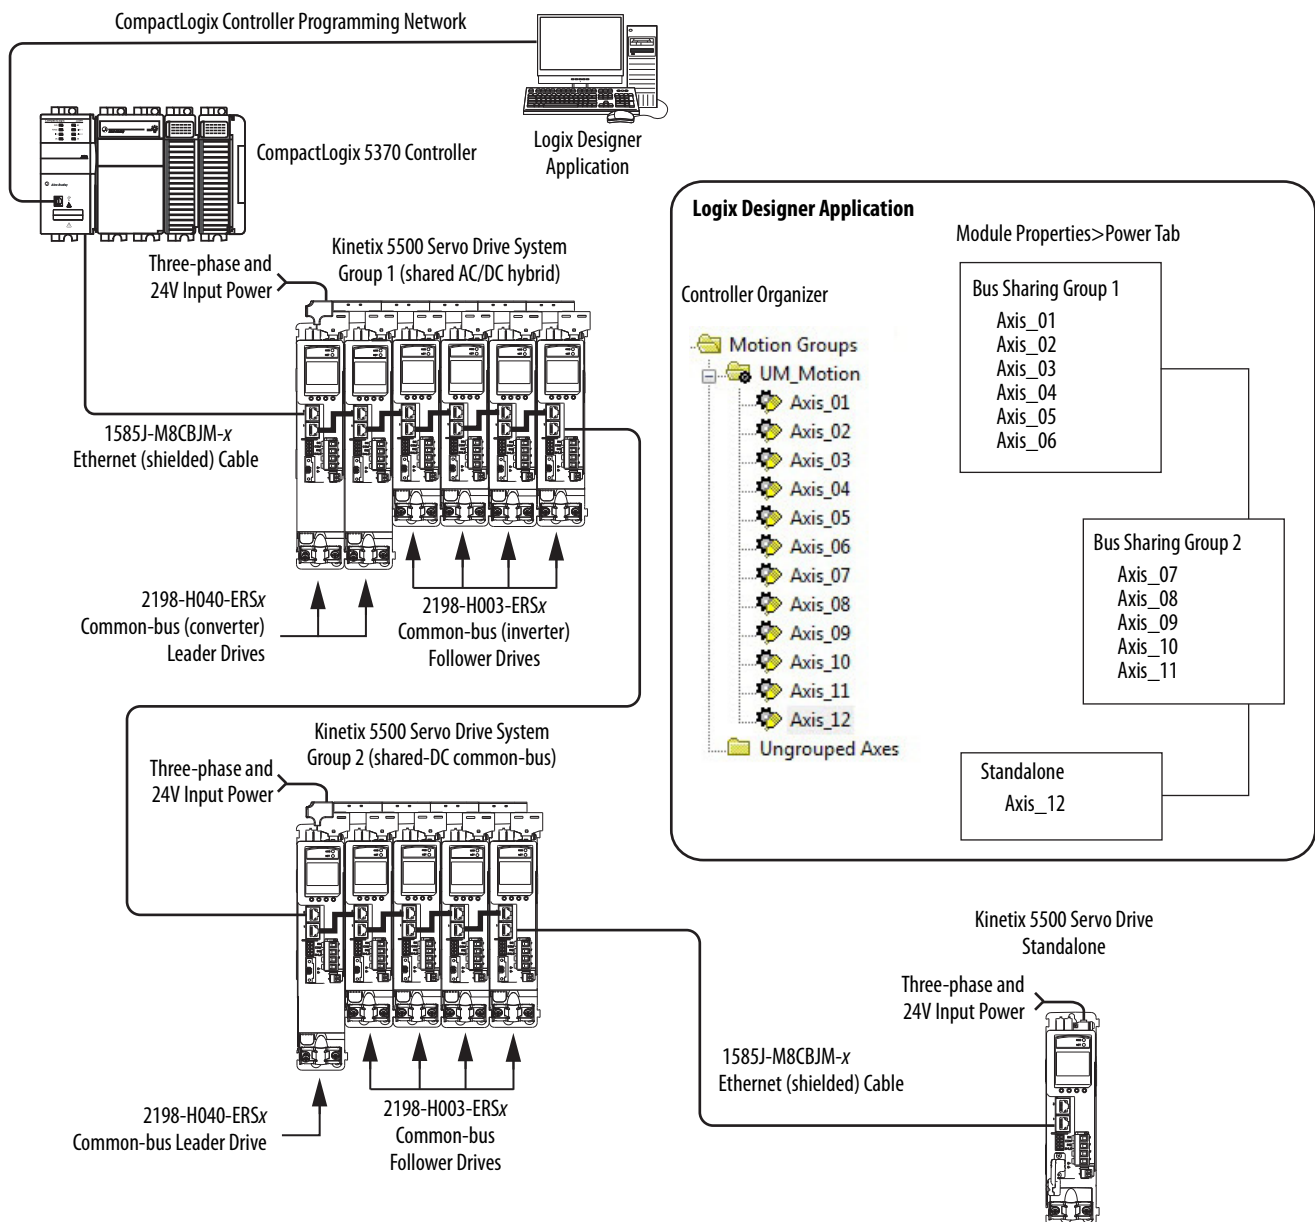 CompactLogix Controller Programming Network
Logix Designer
Application
CompactLogix 5370 Controller
Kinetix 5500 Servo Drive System
Group 1 (shared AC/DC hybrid)
Three-phase and
24V Input Power
1585J-M8CBJM-x
Ethernet (shielded) Cable
2198-H040-ERSx
Common-bus (converter)
Leader Drives
2198-H003-ERSx
Common-bus (inverter)
Follower Drives
Kinetix 5500 Servo Drive System
Group 2 (shared-DC common-bus)
Three-phase and
24V Input Power
2198-H040-ERSx
Common-bus Leader Drive
2198-H003-ERSx
Common-bus
Follower Drives
Logix Designer Application
Module Properties>Power Tab
Controller Organizer
Motion Groups
UM_Motion
Axis_01
Axis_02
Axis_03
Axis_04
Axis_05
Axis_06
Axis_07
Axis_08
Axis_09
Axis_10
Axis_11
Axis_12
Ungrouped Axes
Bus Sharing Group 1
Axis_01
Axis_02
Axis_03
Axis_04
Axis_05
Axis_06
Bus Sharing Group 2
Axis_07
Axis_08
Axis_09
Axis_10
Axis_11
Standalone
Axis_12
Kinetix 5500 Servo Drive
Standalone
Three-phase and
24V Input Power
1585J-M8CBJM-x
Ethernet (shielded) Cable